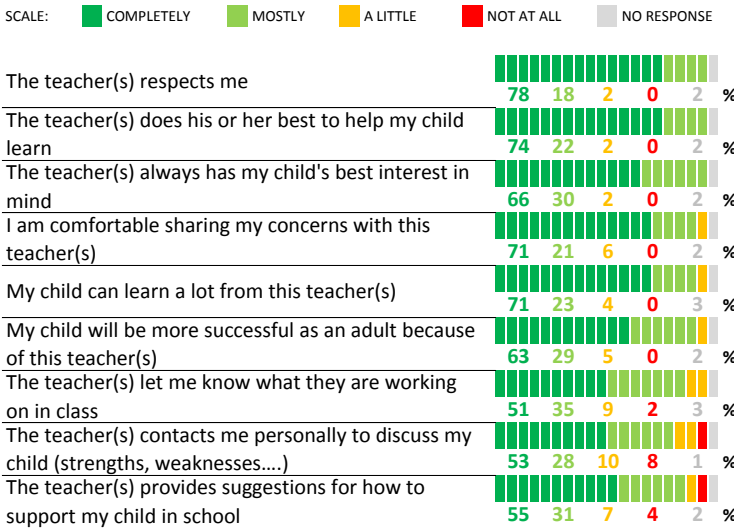 SCALE: COMPLETELY MOSTLY A LITTLE NOT AT ALL NO RESPONSE
The teacher(s) respects me
78 18 2 0 2 %
The teacher(s) does his or her best to help my child
learn
74 22 2 0 2 %
The teacher(s) always has my child's best interest in
mind
66 30 2 0 2 %
I am comfortable sharing my concerns with this
teacher(s)
71 21 6 0 2 %
My child can learn a lot from this teacher(s)
71 23 4 0 3 %
My child will be more successful as an adult because
of this teacher(s)
63 29 5 0 2 %
The teacher(s) let me know what they are working
on in class
51 35 9 2 3 %
The teacher(s) contacts me personally to discuss my
child (strengths, weaknesses....)
53 28 10 8 1 %
The teacher(s) provides suggestions for how to
support my child in school
55 31 7 4 2 %